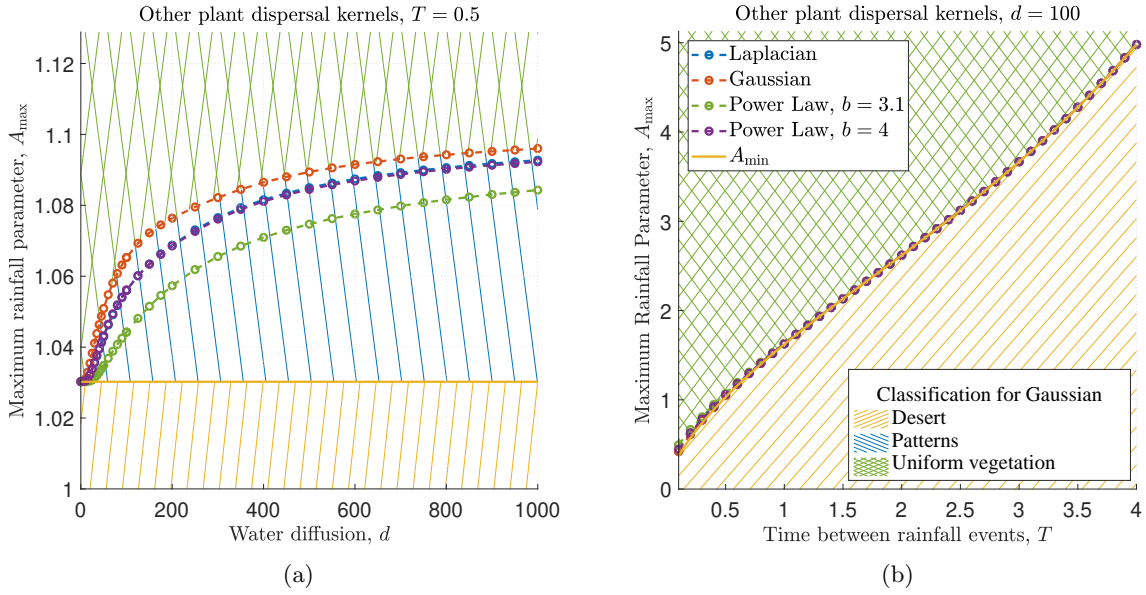 Other plant dispersal kernels, T = 0.5
Maximum rainfall parameter, A_max
1.12
1.1
1.08
1.06
1.04
1.02
1
0 200 400 600 800 1000
Water diffusion, d
(a)
Other plant dispersal kernels, d = 100
Maximum Rainfall Parameter, A_max
5
4
3
2
1
0
Laplacian
Gaussian
Power Law, b = 3.1
Power Law, b = 4
A_min
Classification for Gaussian
Desert
Patterns
Uniform vegetation
0.5 1 1.5 2 2.5 3 3.5 4
Time between rainfall events, T
(b)